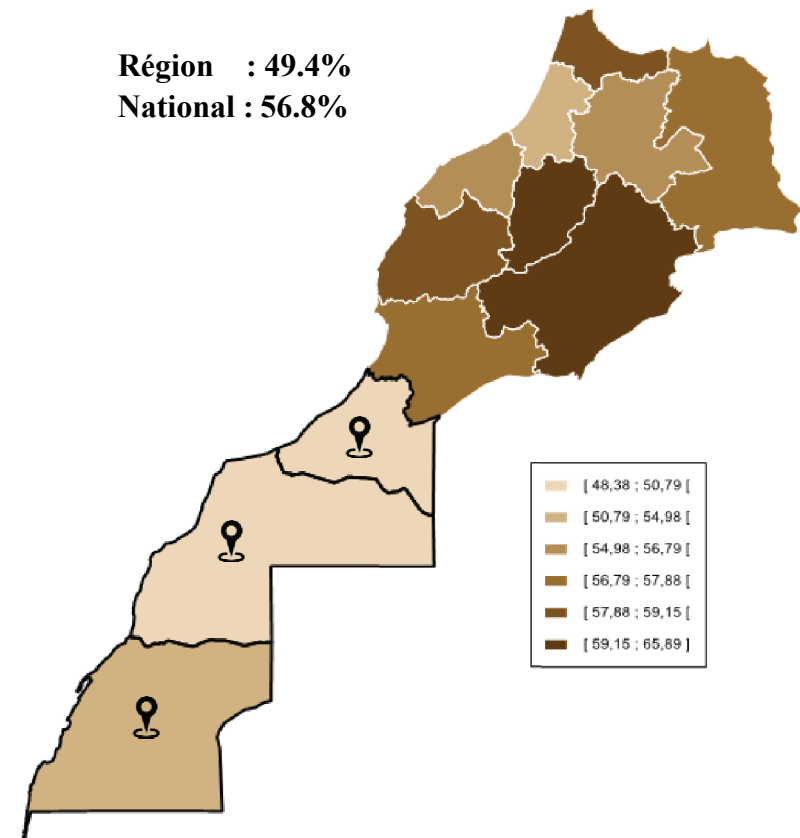 Région : 49.4%
National : 56.8%
[ 48,38 ; 50,79 [
[ 50,79 ; 54,98 [
[ 54,98 ; 56,79 [
[ 56,79 ; 57,88 [
[ 57,88 ; 59,15 [
[ 59,15 ; 65,89 ]